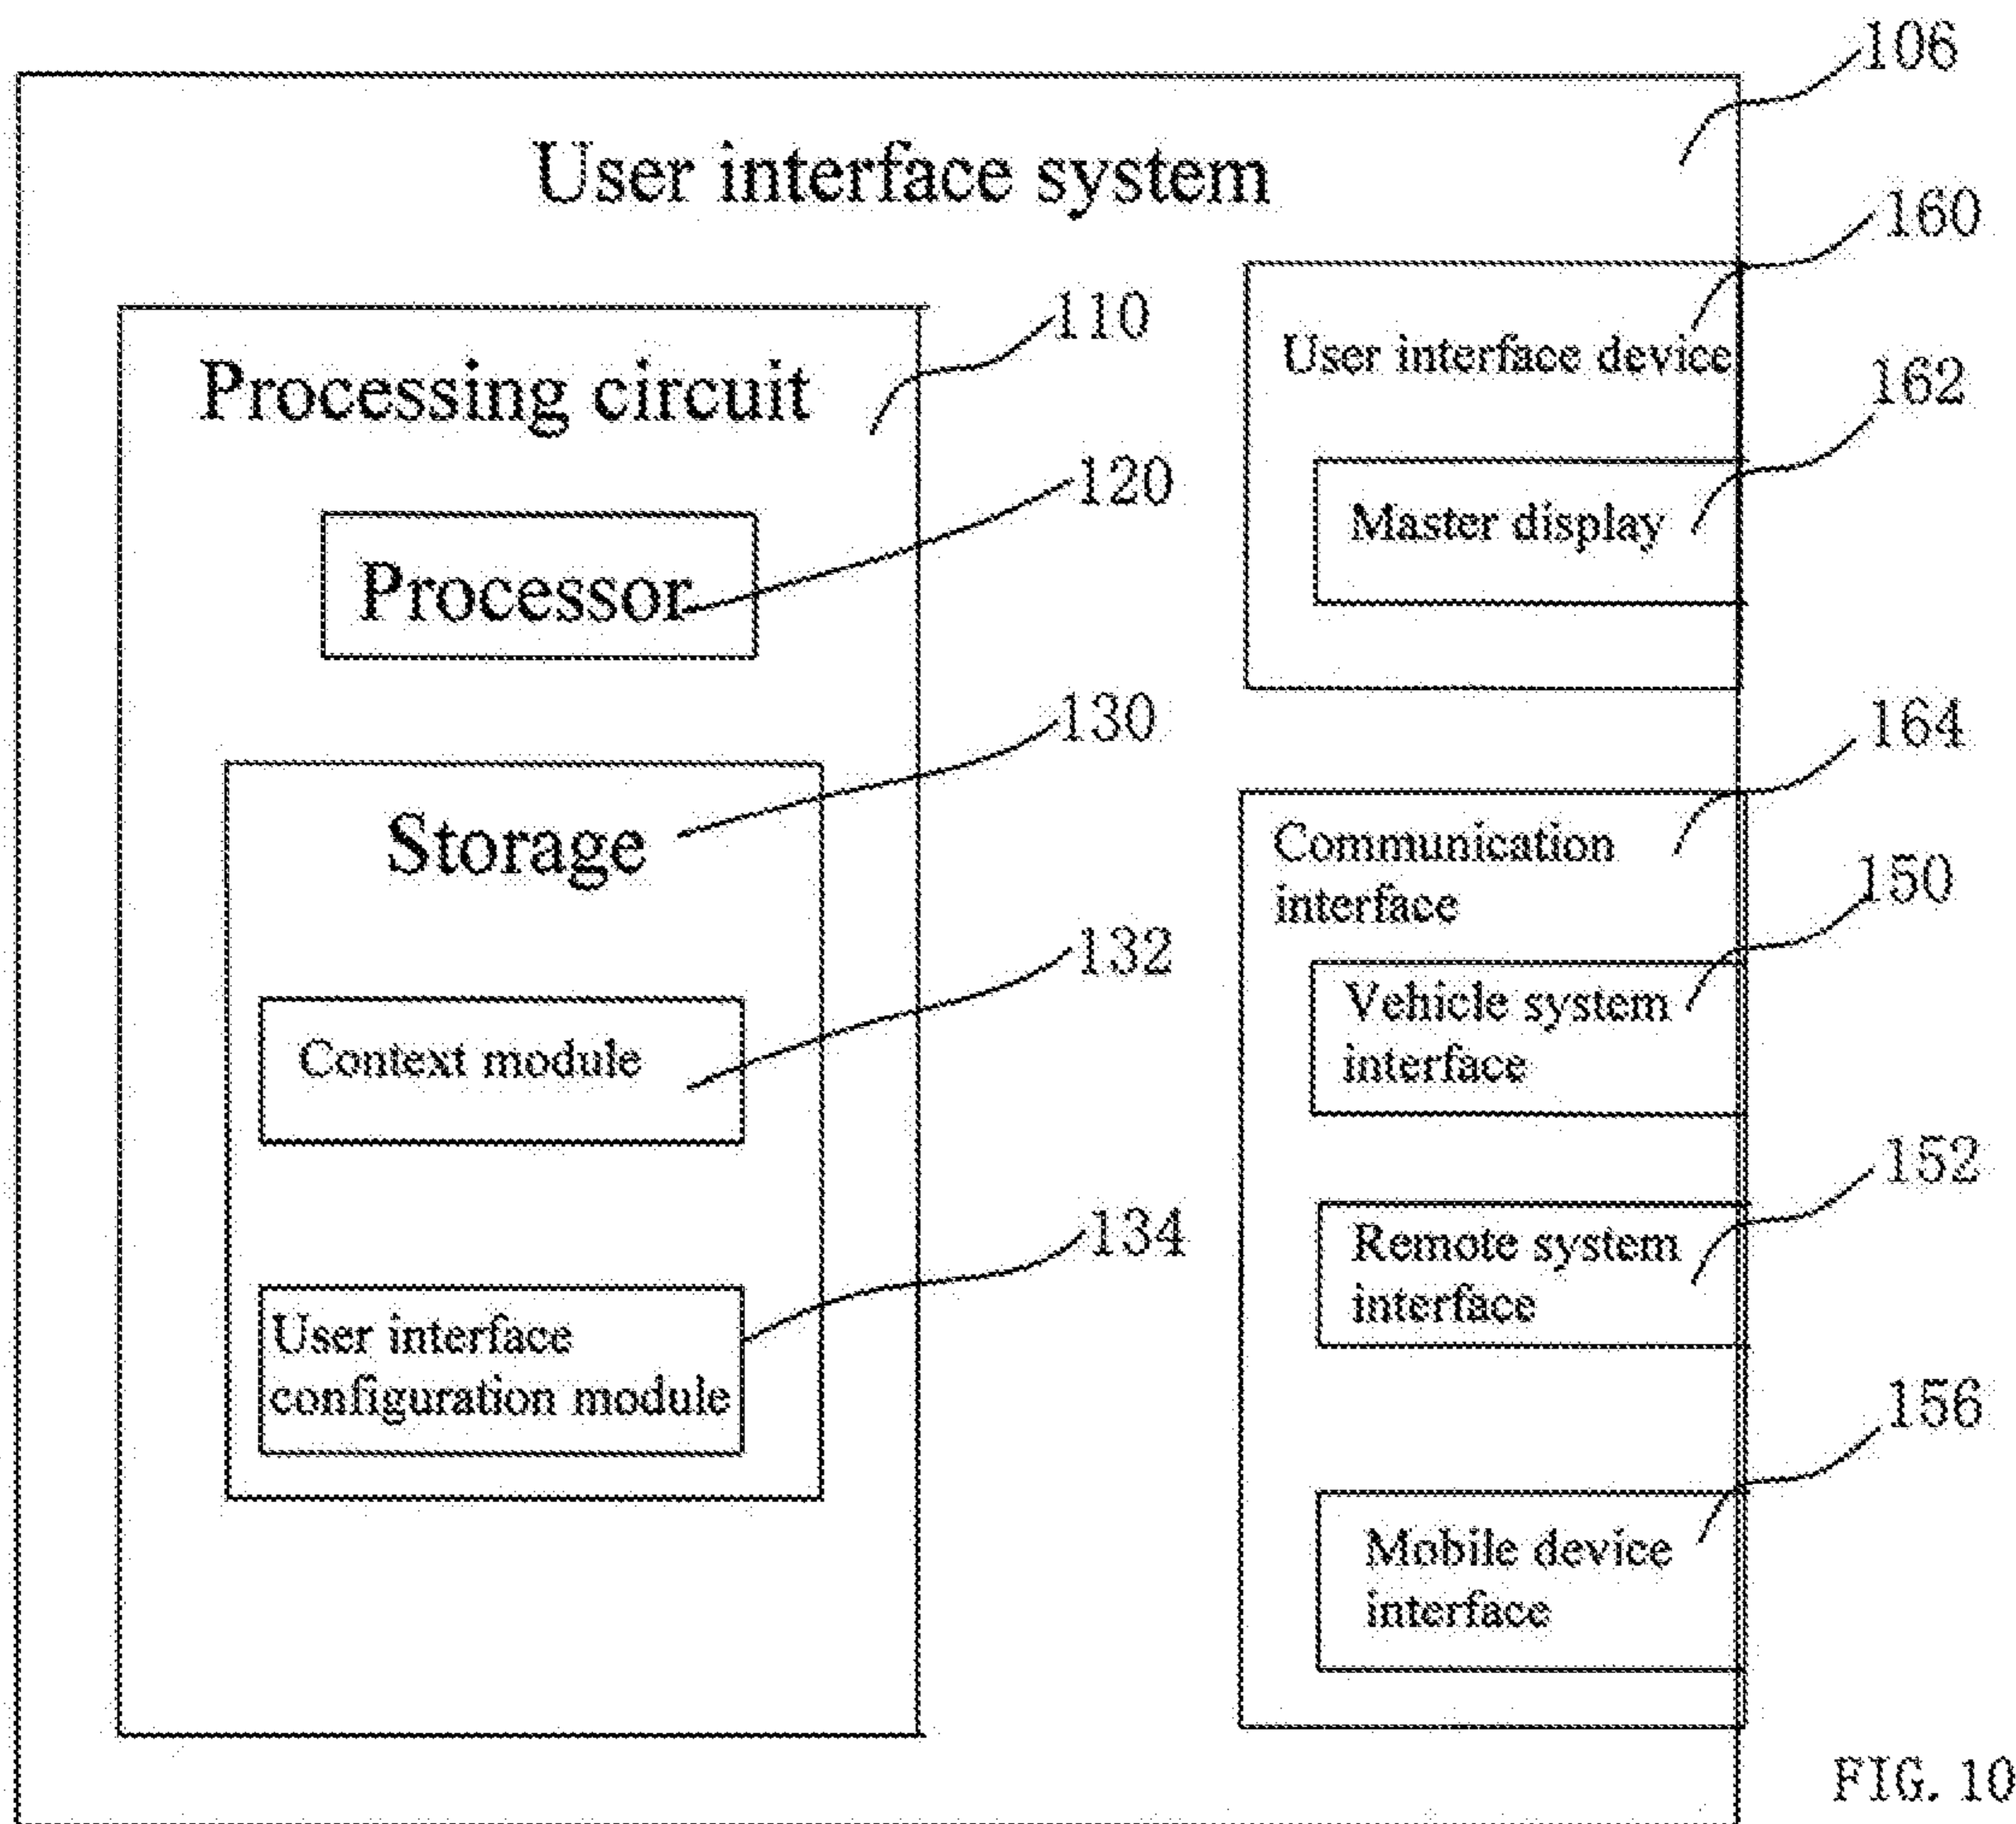 106
User interface system
160
110
Processing circuit
User interface device
162
120
Master display
Processor
130
164
Storage
Communication
interface
150
132
Vehicle system
interface
Context module
152
134
Remote system
interface
User interface
configuration module
156
Mobile device
interface
FIG. 10